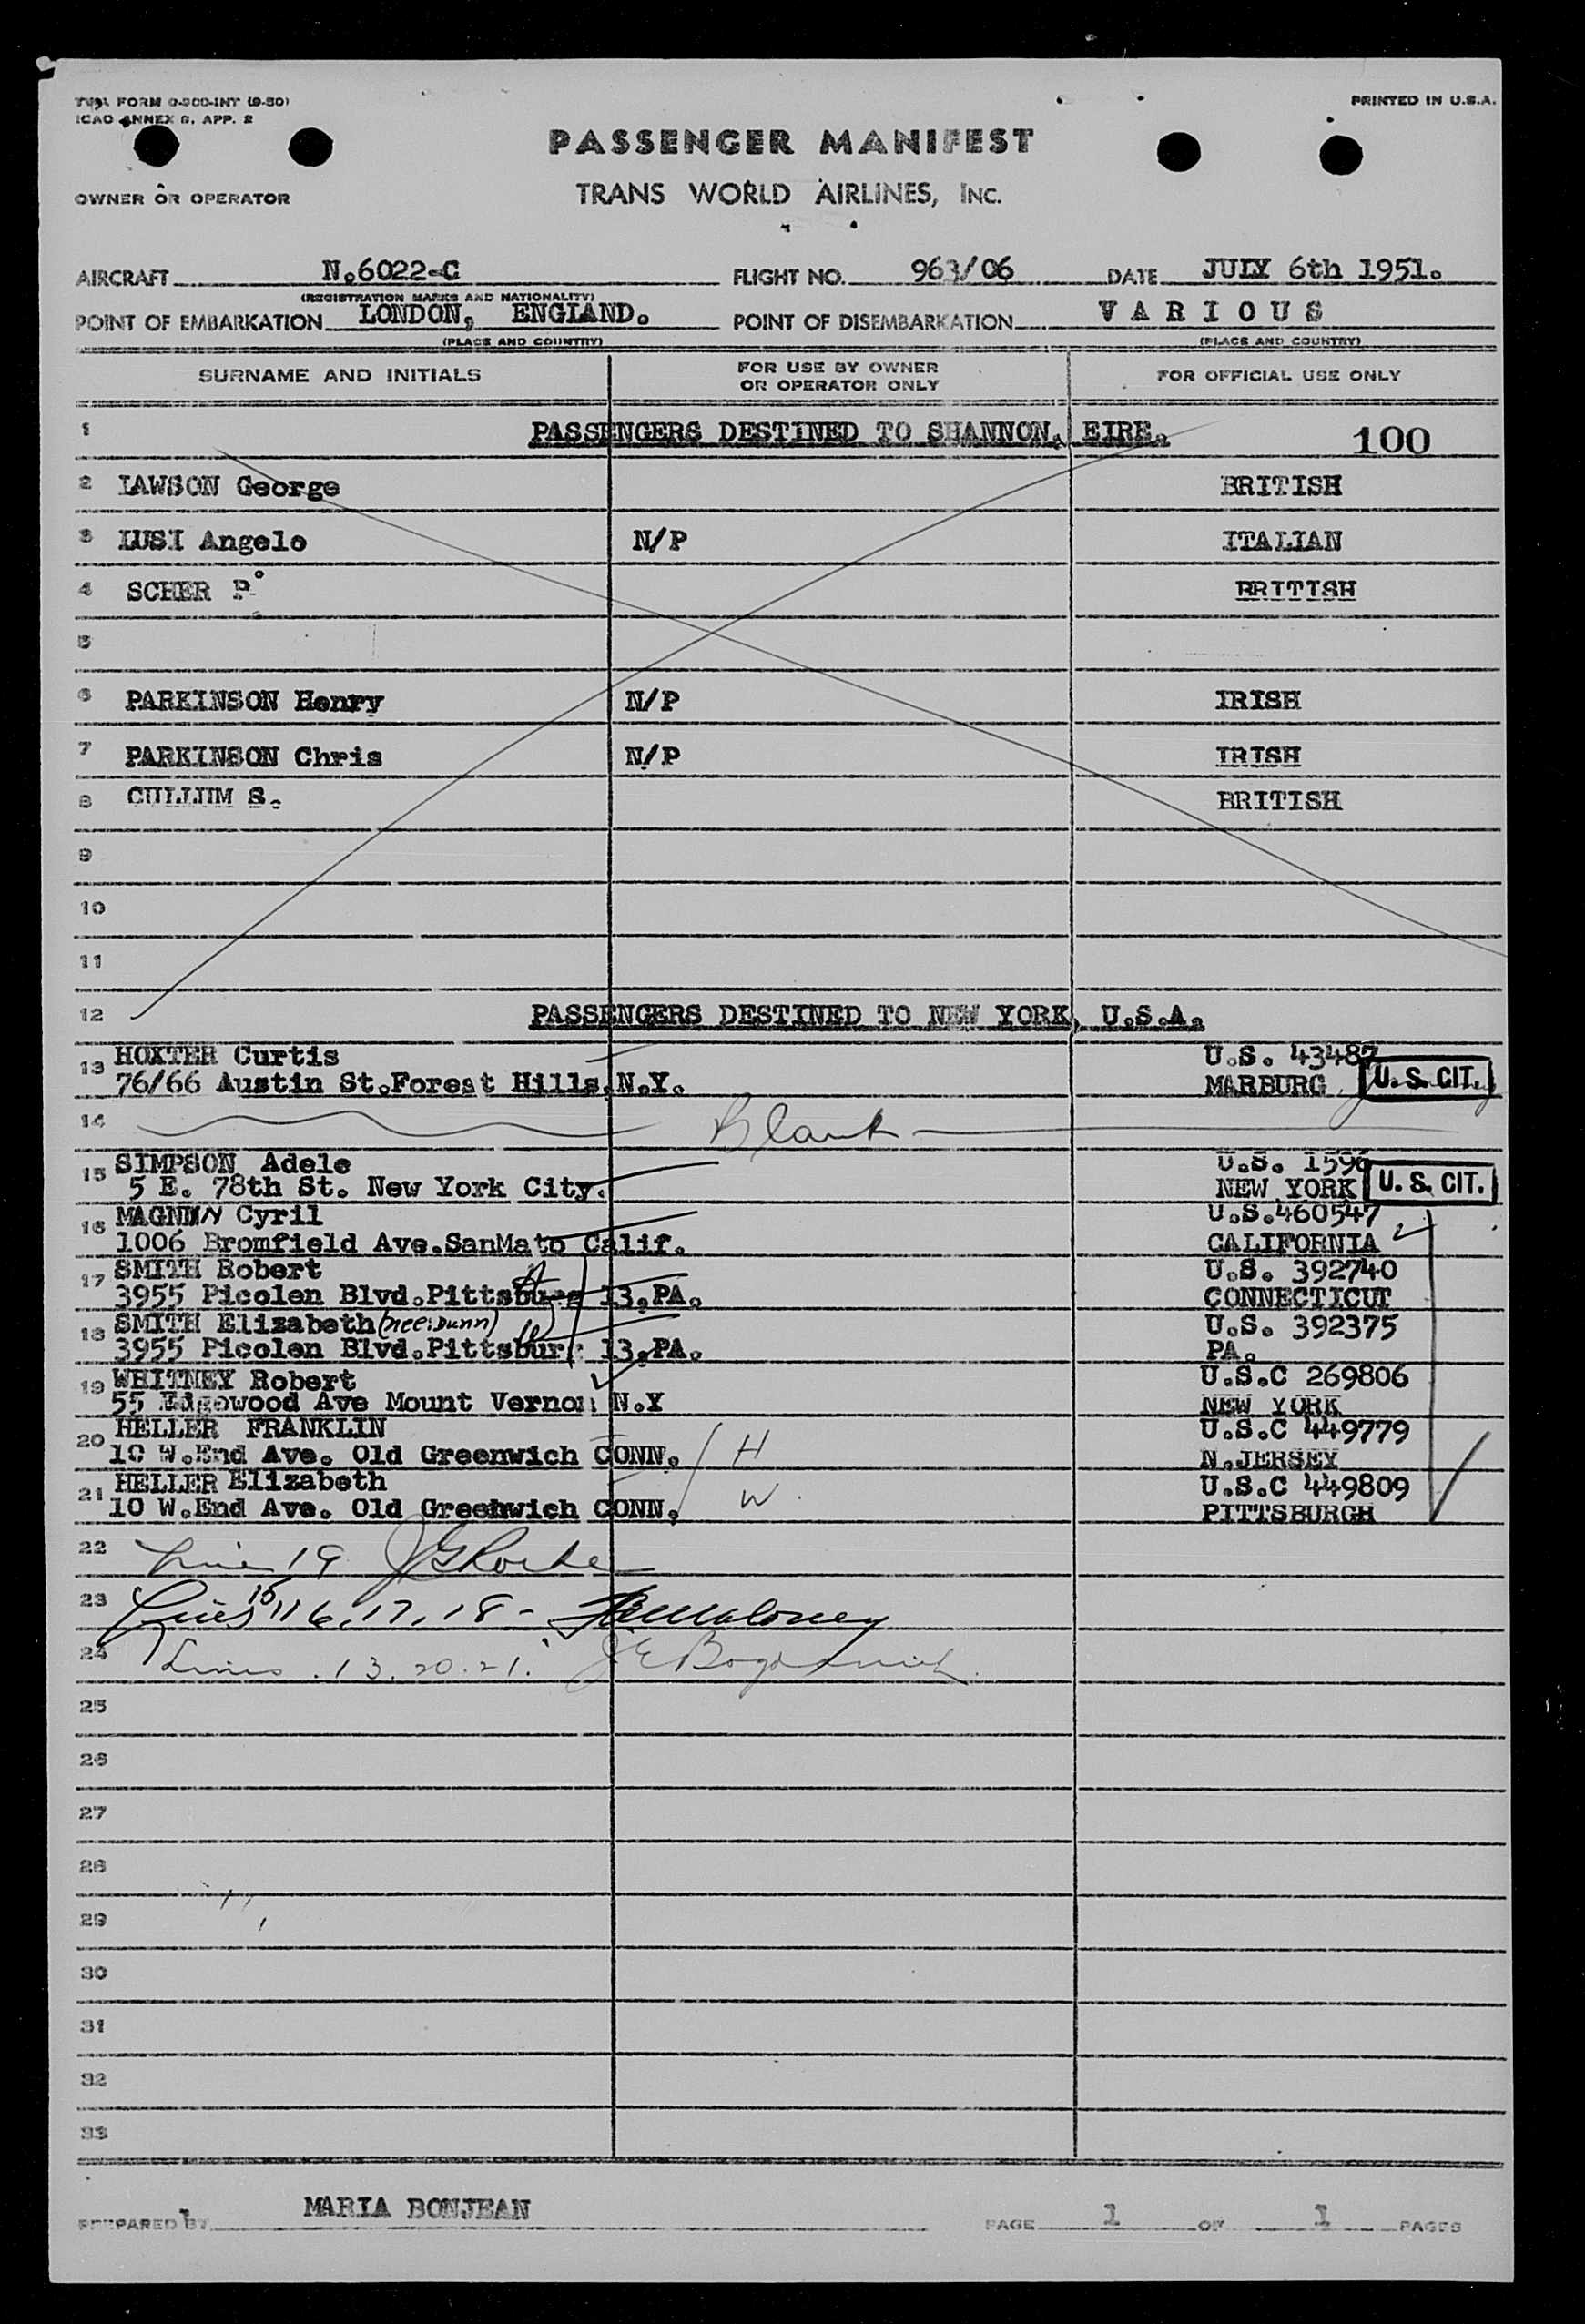 TWA FORM O-900-INT (9-50)
ICAO ANNEX 9, APP. 2
PRINTED IN U.S.A.
PASSENGER MANIFEST
OWNER OR OPERATOR
TRANS WORLD AIRLINES, INC.
AIRCRAFT N.6022-C FLIGHT NO. 963/06 DATE JULY 6th 1951.
(REGISTRATION MARKS AND NATIONALITY)
POINT OF EMBARKATION LONDON, ENGLAND. POINT OF DISEMBARKATION VARIOUS
(PLACE AND COUNTRY) (PLACE AND COUNTRY)
SURNAME AND INITIALS FOR USE BY OWNER OR OPERATOR ONLY FOR OFFICIAL USE ONLY
1 PASSENGERS DESTINED TO SHANNON, EIRE. 100
2 LAWSON George BRITISH
3 LUSI Angelo N/P ITALIAN
4 SCHER P. BRITISH
5
6 PARKINSON Henry N/P IRISH
7 PARKINSON Chris N/P IRISH
8 CULLUM S. BRITISH
9
10
11
12 PASSENGERS DESTINED TO NEW YORK, U.S.A.
13 HOXTER Curtis U.S. 43487
76/66 Austin St.Forest Hills,N.Y. MARBURG U.S. CIT.
14 Blank
15 SIMPSON Adele U.S. 1596
5 E. 78th St. New York City. NEW YORK U.S. CIT.
16 MAGNIN Cyril U.S.460547
1006 Bromfield Ave.SanMato Calif. CALIFORNIA
17 SMITH Robert U.S. 392740
3955 Picolen Blvd.Pittsburg 13,PA. CONNECTICUT
18 SMITH Elizabeth (nee: Dunn) W U.S. 392375
3955 Picolen Blvd.Pittsburg 13,PA. PA.
19 WHITNEY Robert U.S.C 269806
55 Edgewood Ave Mount Vernon N.Y NEW YORK
20 HELLER FRANKLIN U.S.C 449779
10 W.End Ave. Old Greenwich CONN. H N.JERSEY
21 HELLER Elizabeth U.S.C 449809
10 W.End Ave. Old Greenwich CONN. W. PITTSBURGH
22 Line 19
23 Lines 15, 16, 17, 18 - Maloney
24 Lines. 13. 20. 21.
25
26
27
28
29
30
31
32
33
PREPARED BY MARIA BONJEAN PAGE 1 OF 1 PAGES